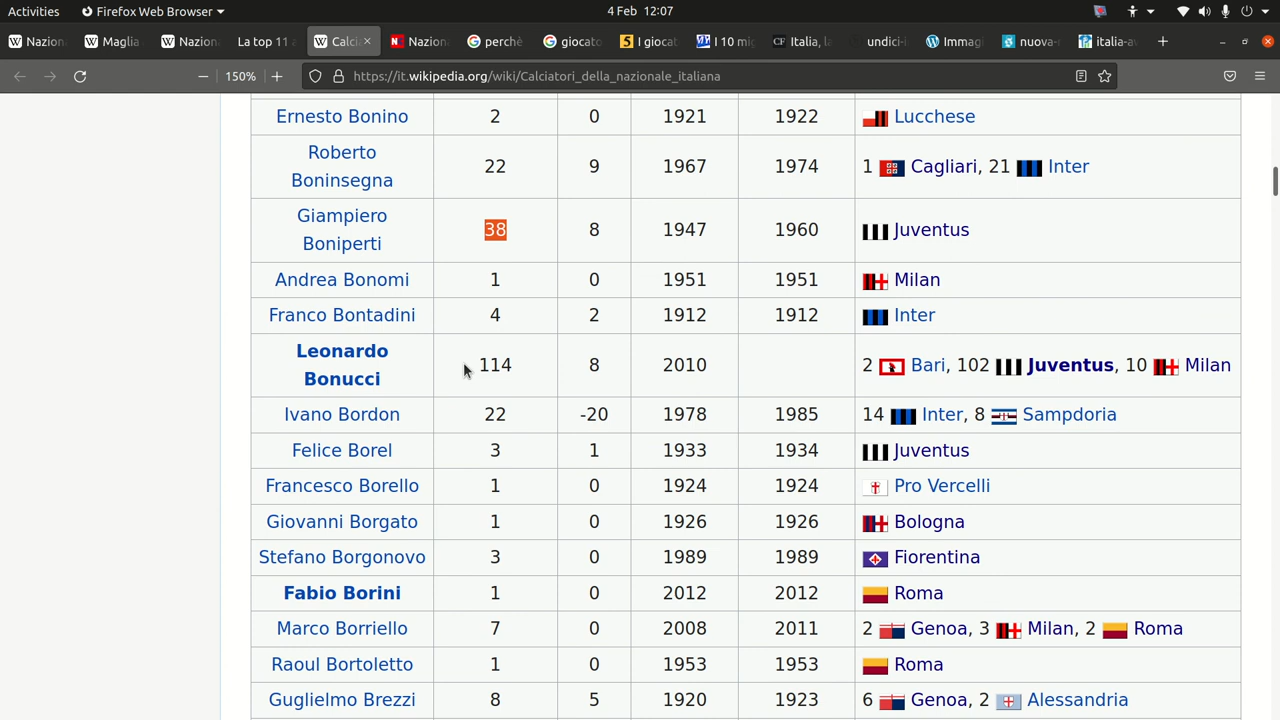 Activities Firefox Web Browser 4 Feb 12:07
Nazion Maglia Nazion La top 11 Calci Nazion perchè giocato I giocat I 10 mi Italia, la undici-i Immagi nuova-r italia-a
150% https://it.wikipedia.org/wiki/Calciatori_della_nazionale_italiana
Ernesto Bonino 2 0 1921 1922 Lucchese
Roberto Boninsegna 22 9 1967 1974 1 Cagliari, 21 Inter
Giampiero Boniperti 38 8 1947 1960 Juventus
Andrea Bonomi 1 0 1951 1951 Milan
Franco Bontadini 4 2 1912 1912 Inter
Leonardo Bonucci 114 8 2010 2 Bari, 102 Juventus, 10 Milan
Ivano Bordon 22 -20 1978 1985 14 Inter, 8 Sampdoria
Felice Borel 3 1 1933 1934 Juventus
Francesco Borello 1 0 1924 1924 Pro Vercelli
Giovanni Borgato 1 0 1926 1926 Bologna
Stefano Borgonovo 3 0 1989 1989 Fiorentina
Fabio Borini 1 0 2012 2012 Roma
Marco Borriello 7 0 2008 2011 2 Genoa, 3 Milan, 2 Roma
Raoul Bortoletto 1 0 1953 1953 Roma
Guglielmo Brezzi 8 5 1920 1923 6 Genoa, 2 Alessandria